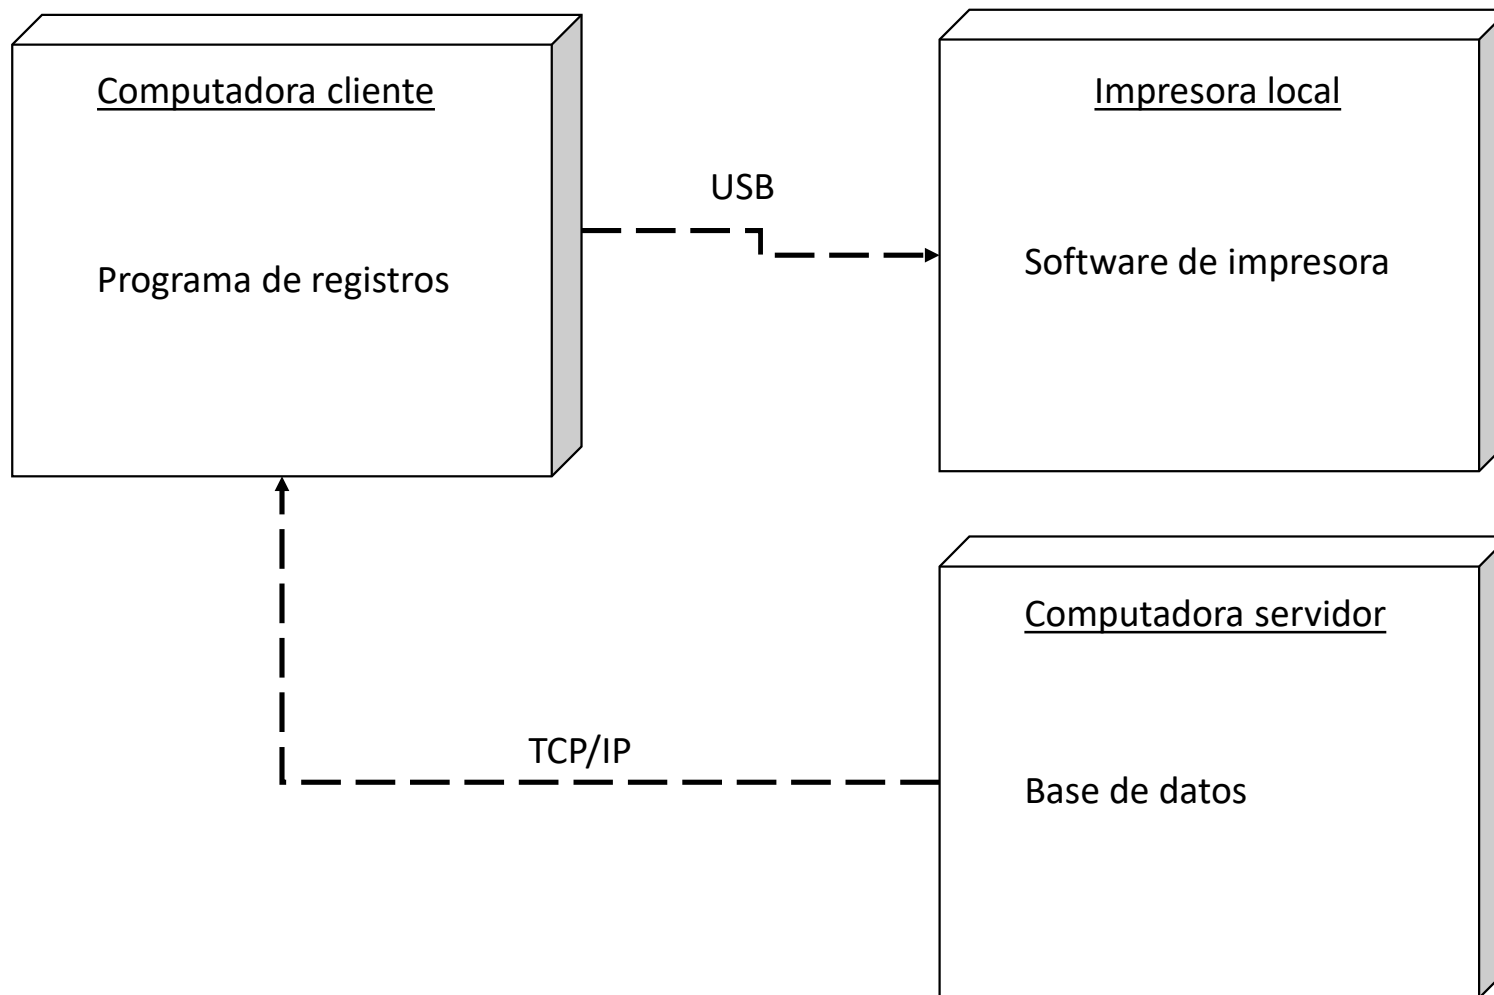 Computadora cliente
Programa de registros
USB
Impresora local
Software de impresora
TCP/IP
Computadora servidor
Base de datos